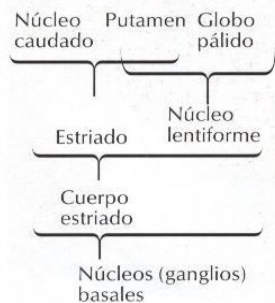 Núcleo Putamen Globo
caudado pálido
Núcleo
Estriado lentiforme
Cuerpo
estriado
Núcleos (ganglios)
basales